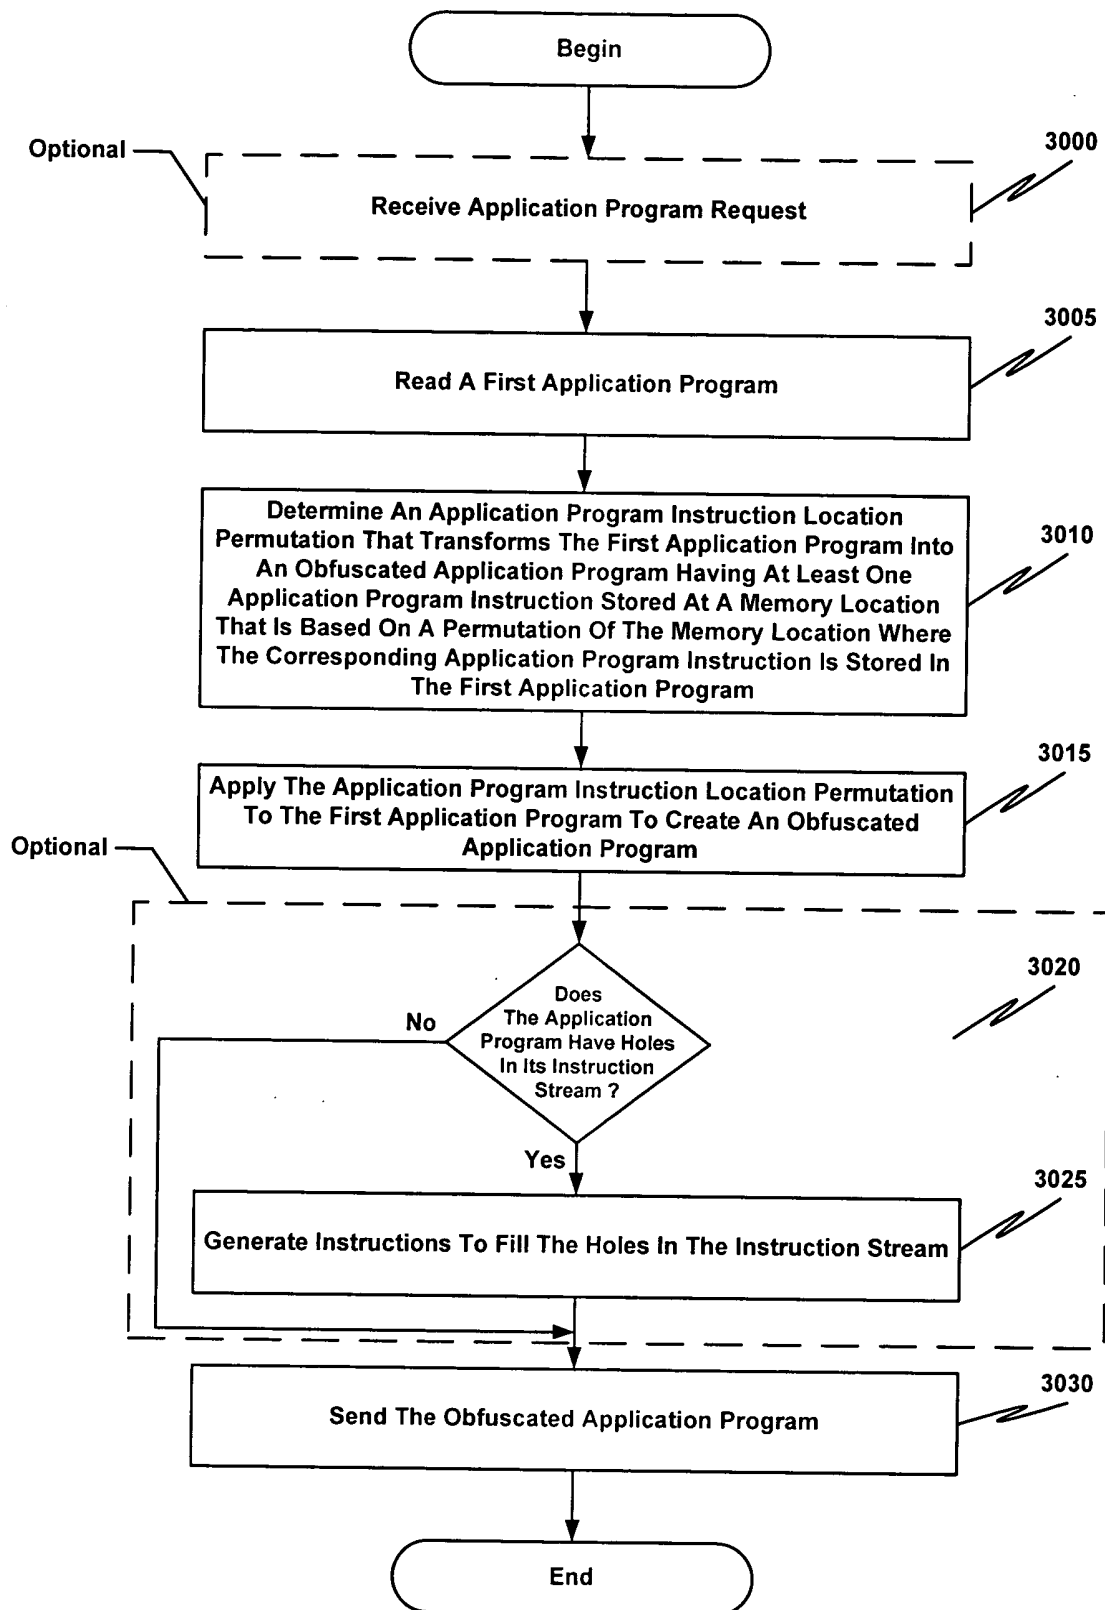 Begin
Optional
3000
Receive Application Program Request
3005
Read A First Application Program
Determine An Application Program Instruction Location
Permutation That Transforms The First Application Program Into
An Obfuscated Application Program Having At Least One
Application Program Instruction Stored At A Memory Location
That Is Based On A Permutation Of The Memory Location Where
The Corresponding Application Program Instruction Is Stored In
The First Application Program
3010
3015
Apply The Application Program Instruction Location Permutation
To The First Application Program To Create An Obfuscated
Application Program
Optional
3020
Does
The Application
Program Have Holes
In Its Instruction
Stream ?
No
Yes
3025
Generate Instructions To Fill The Holes In The Instruction Stream
3030
Send The Obfuscated Application Program
End